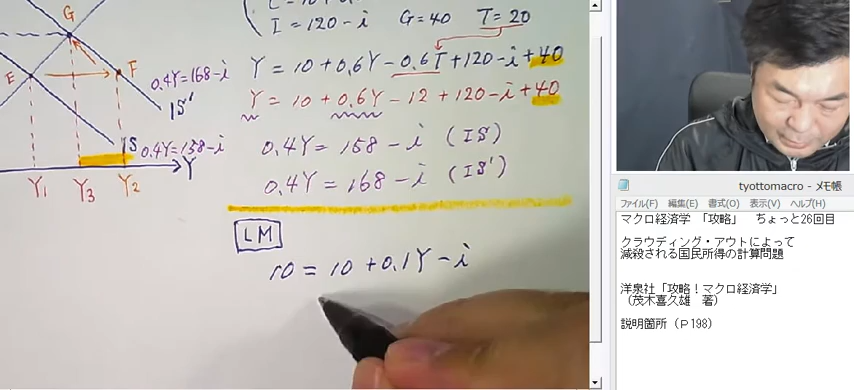 I = 120 - i  G = 40  T = 20
Y = 10 + 0.6Y - 0.6T + 120 - i + 40
Y = 10 + 0.6Y - 12 + 120 - i + 40
0.4Y = 158 - i (IS)
0.4Y = 168 - i (IS')
LM
10 = 10 + 0.1Y - i
G
E
F
0.4Y=168-i
IS'
IS
0.4Y=158-i
Y
Y1
Y3
Y2
tyottomacro - メモ帳
ファイル(F) 編集(E) 書式(O) 表示(V) ヘルプ(H)
マクロ経済学 「攻略」 ちょっと26回目
クラウディング・アウトによって
減殺される国民所得の計算問題
洋泉社「攻略！マクロ経済学」
（茂木喜久雄 著）
説明箇所（Ｐ198）